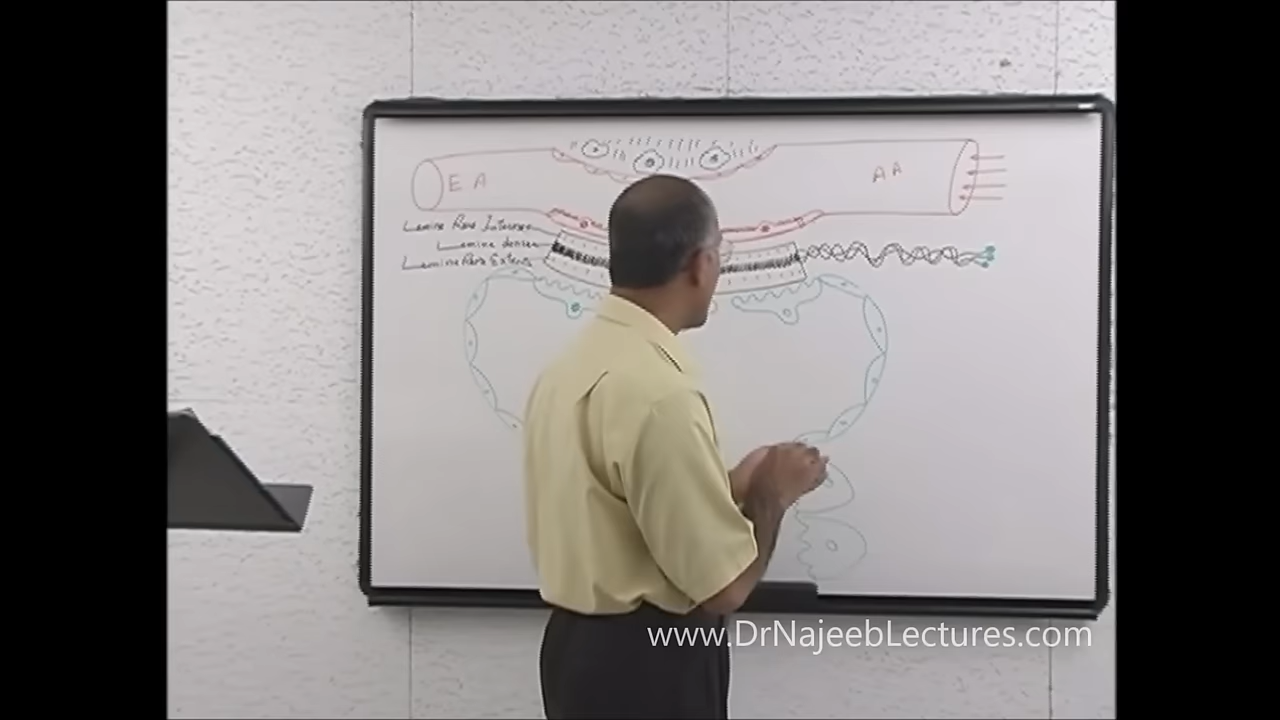 E A
A A
Lamina Rara Interna
Lamina densa
Lamina Rara Externa
www.DrNajeebLectures.com